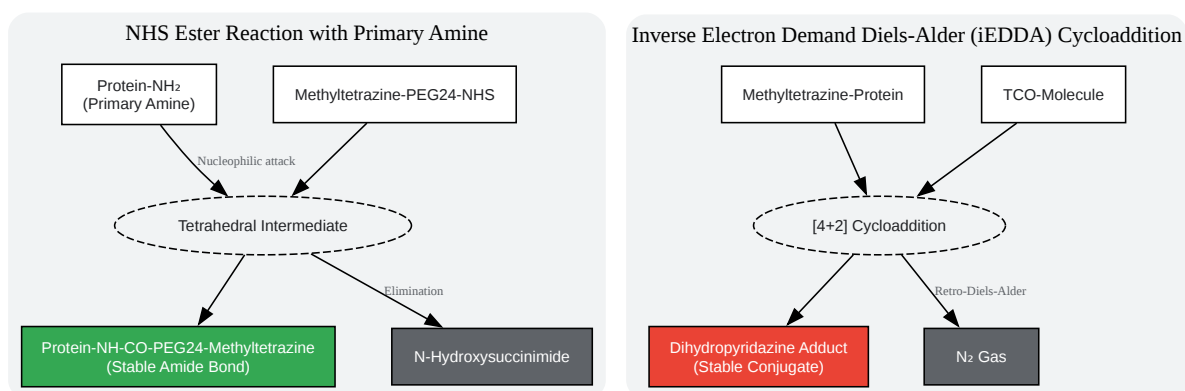 NHS Ester Reaction with Primary Amine
Protein-NH₂
(Primary Amine)
Methyltetrazine-PEG24-NHS
Nucleophilic attack
Tetrahedral Intermediate
Elimination
Protein-NH-CO-PEG24-Methyltetrazine
(Stable Amide Bond)
N-Hydroxysuccinimide
Inverse Electron Demand Diels-Alder (iEDDA) Cycloaddition
Methyltetrazine-Protein
TCO-Molecule
[4+2] Cycloaddition
Retro-Diels-Alder
Dihydropyridazine Adduct
(Stable Conjugate)
N₂ Gas